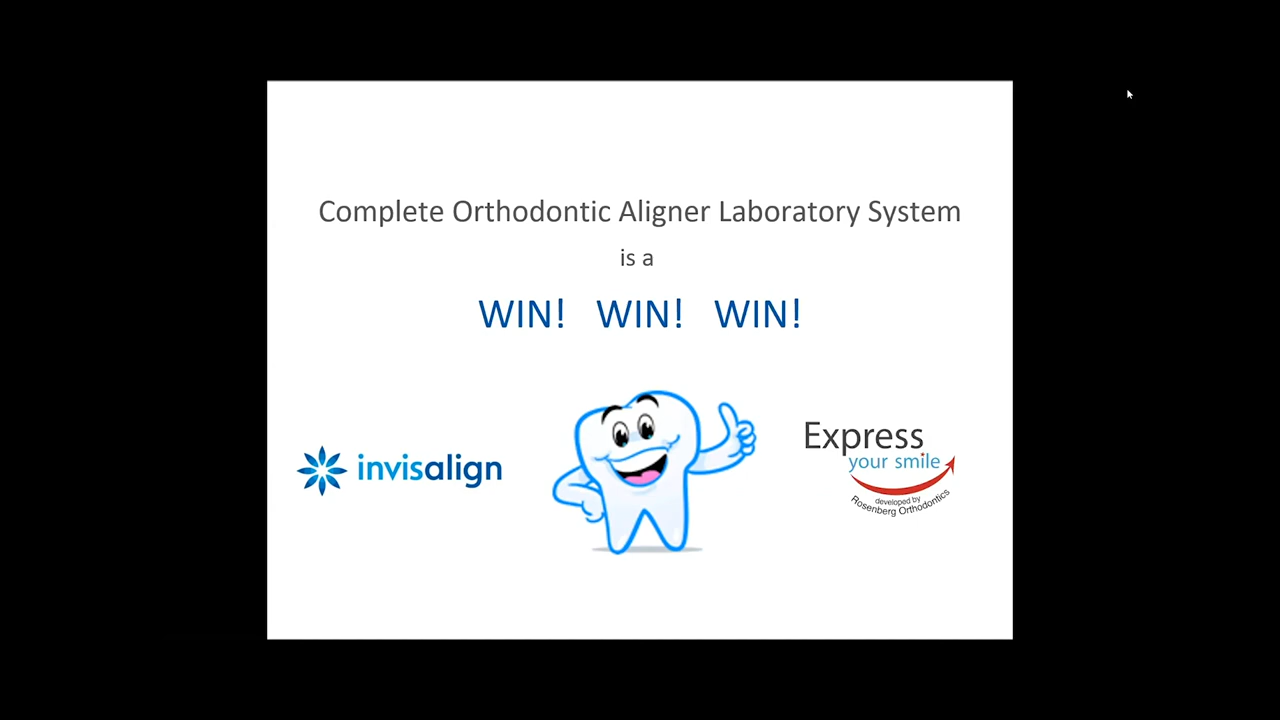 Complete Orthodontic Aligner Laboratory System
is a
WIN! WIN! WIN!
invisalign
Express
your smile
developed by
Rosenberg Orthodontics